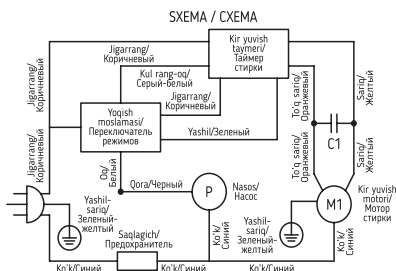 SXEMA / СХЕМА
Jigarrang/
Коричневый
Kir yuvish
taymeri/
Таймер
стирки
Jigarrang/
Коричневый
Kul rang-oq/
Серый-белый
Jigarrang/
Коричневый
To'q sariq/
Оранжевый
Sariq/
Желтый
Yoqish
moslamasi/
Переключатель
режимов
Yashil/Зеленый
C1
Jigarrang/
Коричневый
Oq/
Белый
To'q sariq/
Оранжевый
Sariq/
Желтый
Qora/Черный
P
Nasos/
Насос
M1
Kir yuvish
motori/
Мотор
стирки
Yashil-
sariq/
Зеленый-
желтый
Saqlagich/
Предохранитель
Ko'k/
Синий
Yashil-
sariq/
Зеленый-
желтый
Ko'k/
Синий
Ko'k/Синий
Ko'k/Синий
Ko'k/Синий